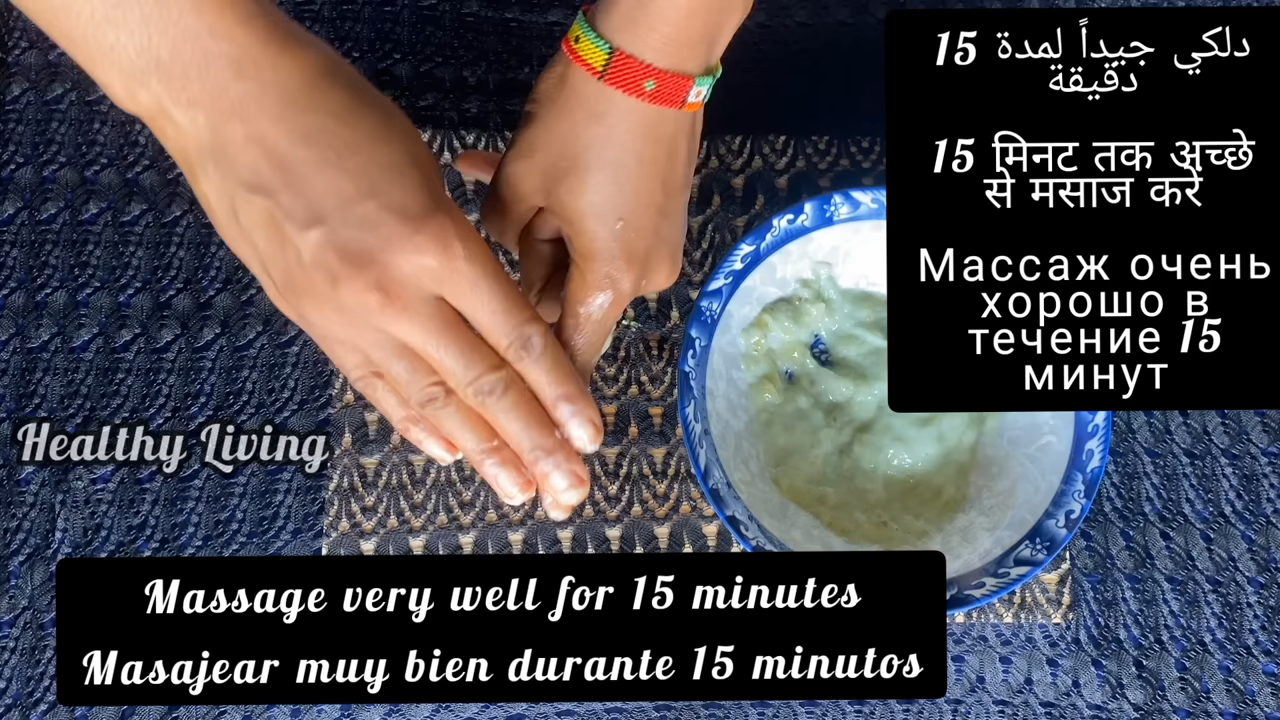 دلكي جيداً لمدة 15
دقيقة
15 मिनट तक अच्छे
से मसाज करें
Массаж очень
хорошо в
течение 15
минут
Healthy Living
Massage very well for 15 minutes
Masajear muy bien durante 15 minutos